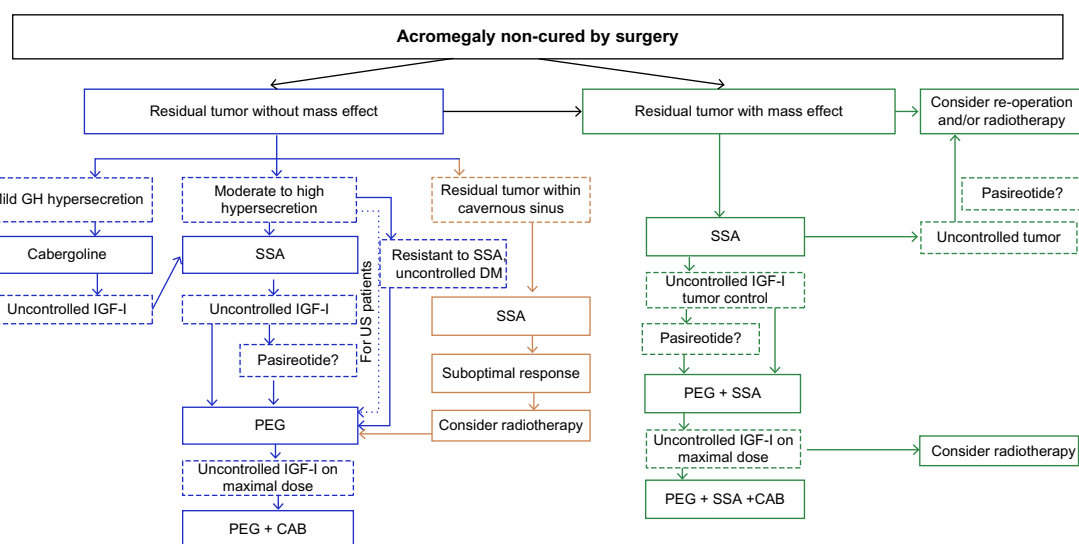 Acromegaly non-cured by surgery
Residual tumor without mass effect
Residual tumor with mass effect
Consider re-operation
and/or radiotherapy
GH hypersecretion
Moderate to high
hypersecretion
Residual tumor within
cavernous sinus
Pasireotide?
Cabergoline
SSA
Resistant to SSA,
uncontrolled DM
SSA
Uncontrolled tumor
Uncontrolled IGF-I
Uncontrolled IGF-I
For US patients
SSA
Uncontrolled IGF-I
tumor control
Pasireotide?
Suboptimal response
Pasireotide?
PEG
Consider radiotherapy
PEG + SSA
Uncontrolled IGF-I on
maximal dose
Uncontrolled IGF-I on
maximal dose
Consider radiotherapy
PEG + CAB
PEG + SSA +CAB